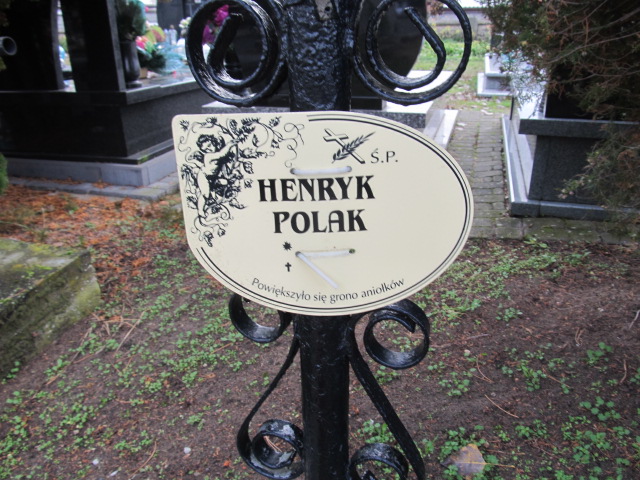 Ś.P.
HENRYK
POLAK
*
†
Powiększyło się grono aniołków